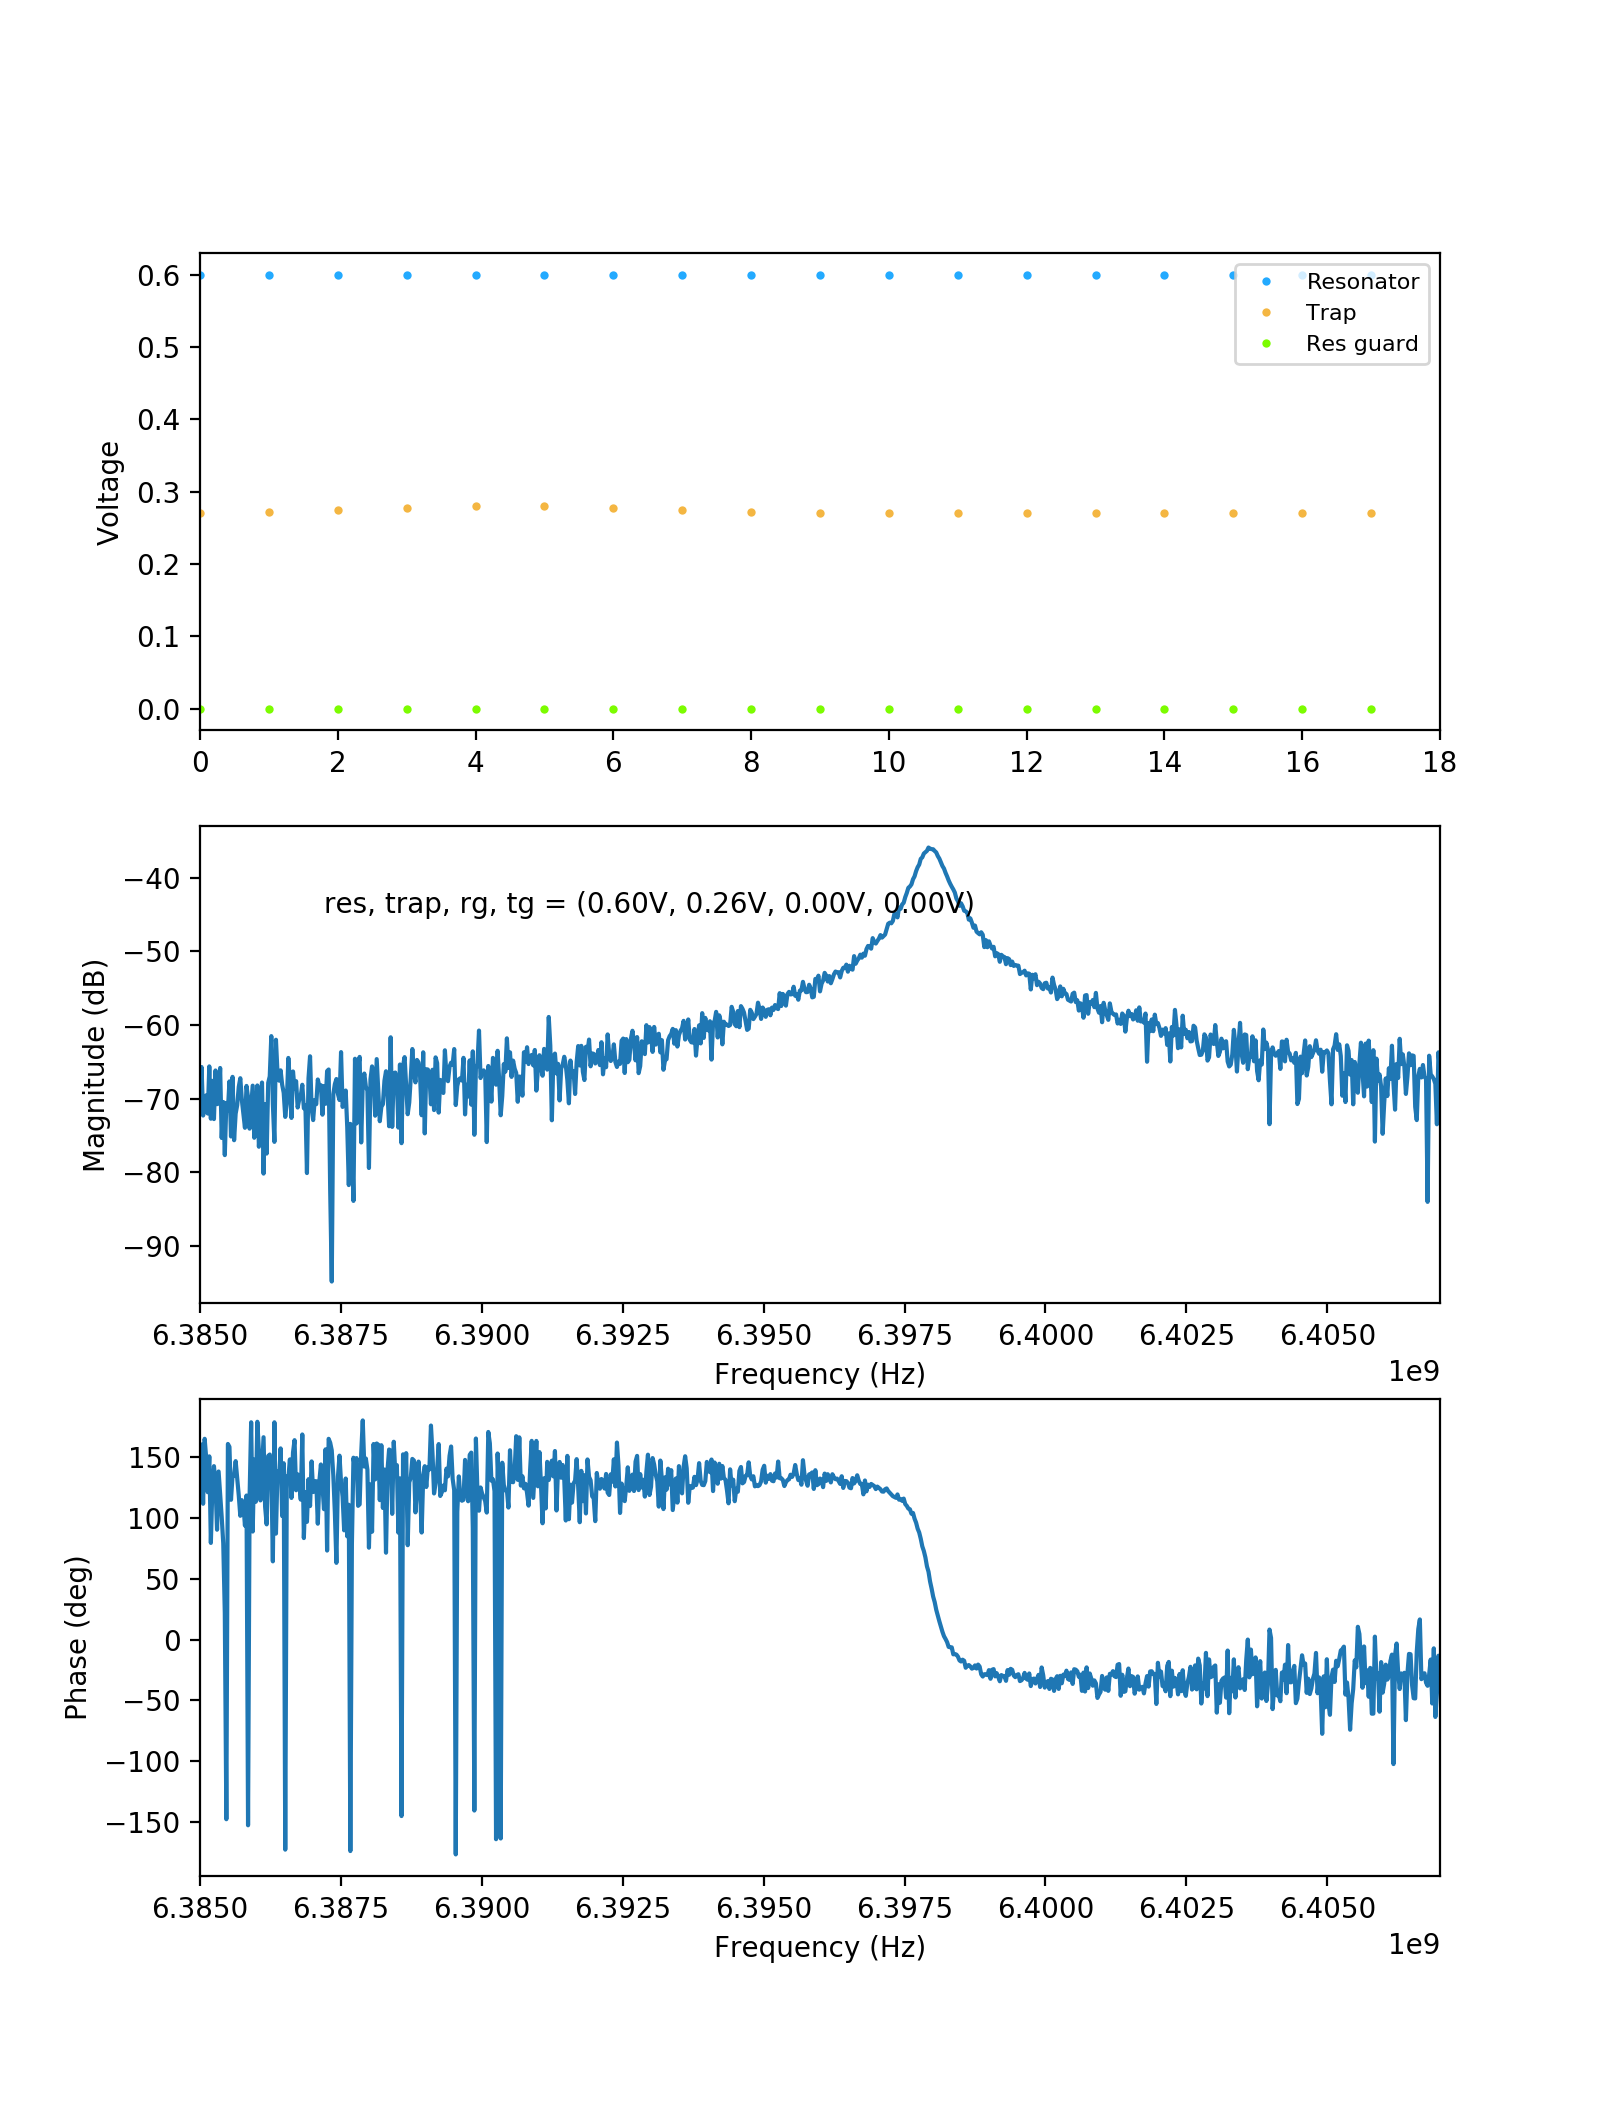 0.6
0.5
0.4
0.3
0.2
0.1
0.0
Voltage
Resonator
Trap
Res guard
0 2 4 6 8 10 12 14 16 18
−40
−50
−60
−70
−80
−90
Magnitude (dB)
res, trap, rg, tg = (0.60V, 0.26V, 0.00V, 0.00V)
6.3850 6.3875 6.3900 6.3925 6.3950 6.3975 6.4000 6.4025 6.4050
Frequency (Hz)
1e9
150
100
50
0
−50
−100
−150
Phase (deg)
6.3850 6.3875 6.3900 6.3925 6.3950 6.3975 6.4000 6.4025 6.4050
Frequency (Hz)
1e9